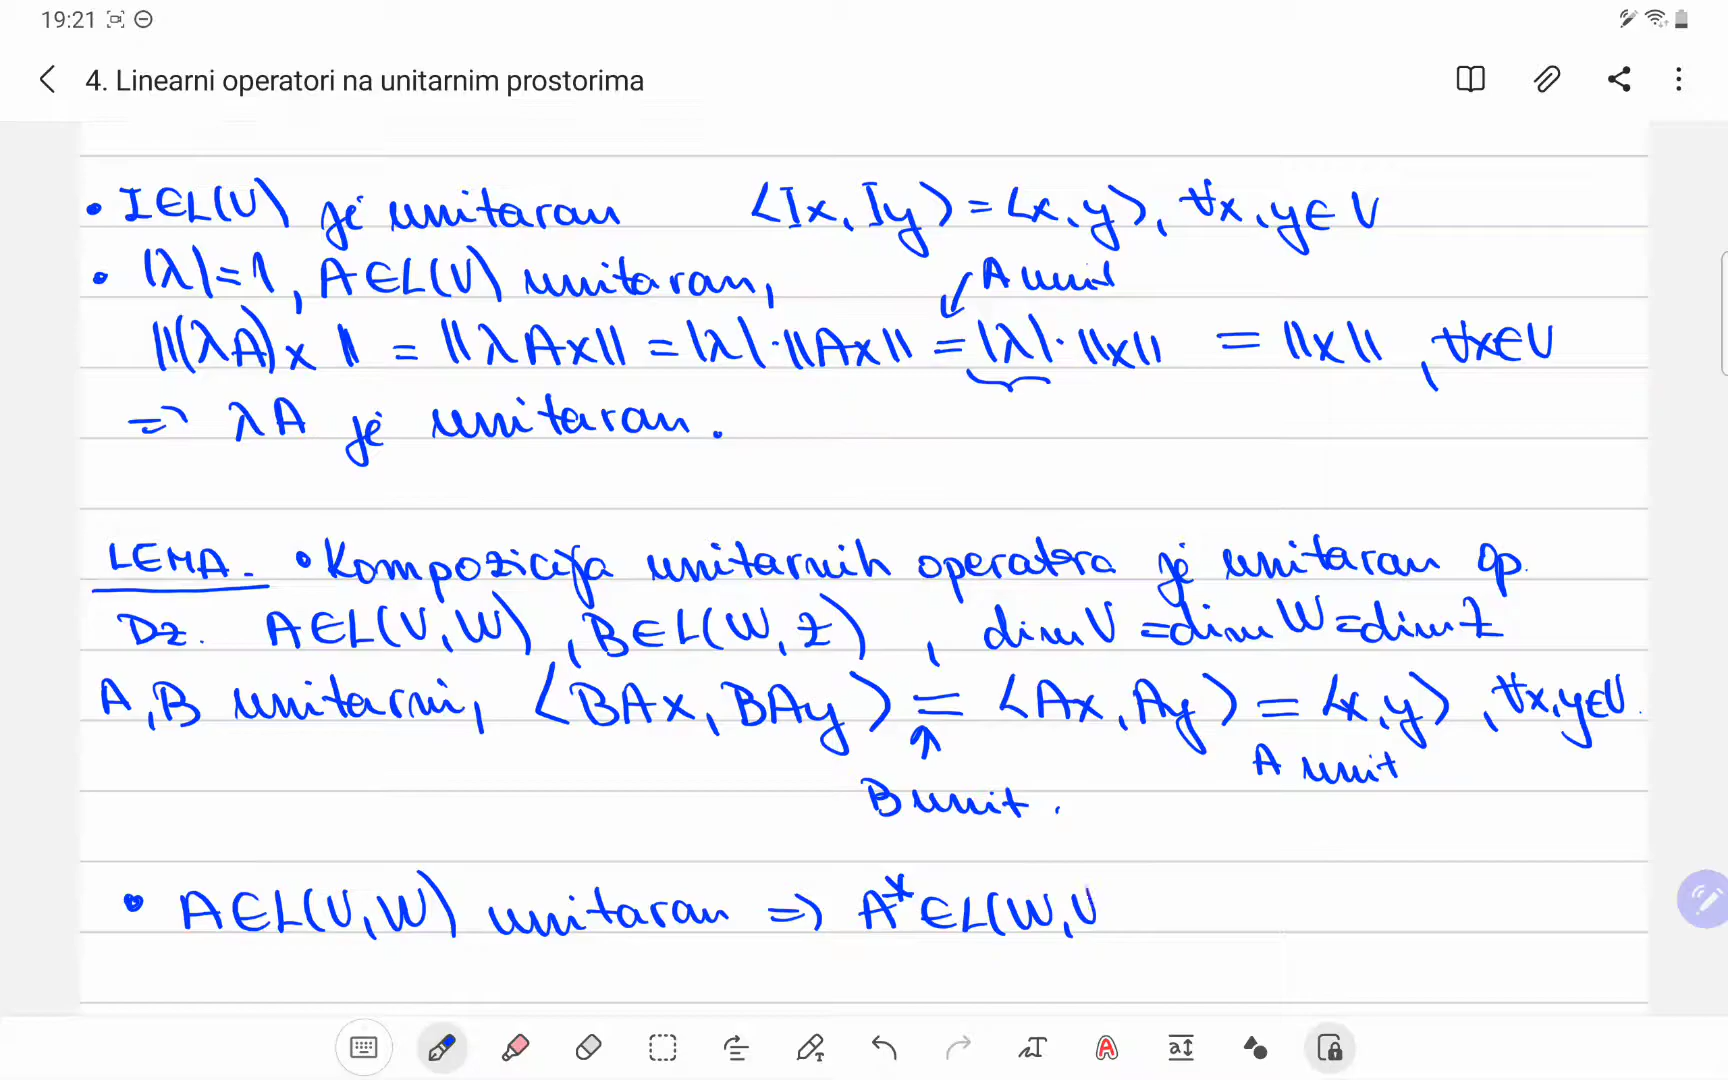 19:21
4. Linearni operatori na unitarnim prostorima
• I∈L(V) je unitaran ⟨Ix, Iy⟩=⟨x,y⟩, ∀x,y∈V
• |λ|=1, A∈L(V) unitaran,
A unit
||(λA)x|| = ||λAx|| = |λ|·||Ax|| = |λ|·||x|| = ||x||, ∀x∈V
=> λA je unitaran.
LEMA. • Kompozicija unitarnih operatora je unitaran op.
Dz. A∈L(V,W), B∈L(W,Z), dim V=dim W=dim Z
A,B unitarni, ⟨BAx, BAy⟩ = ⟨Ax, Ay⟩ = ⟨x,y⟩, ∀x,y∈V.
↑ A unit
B unit.
• A∈L(V,W) unitaran => A*∈L(W,V